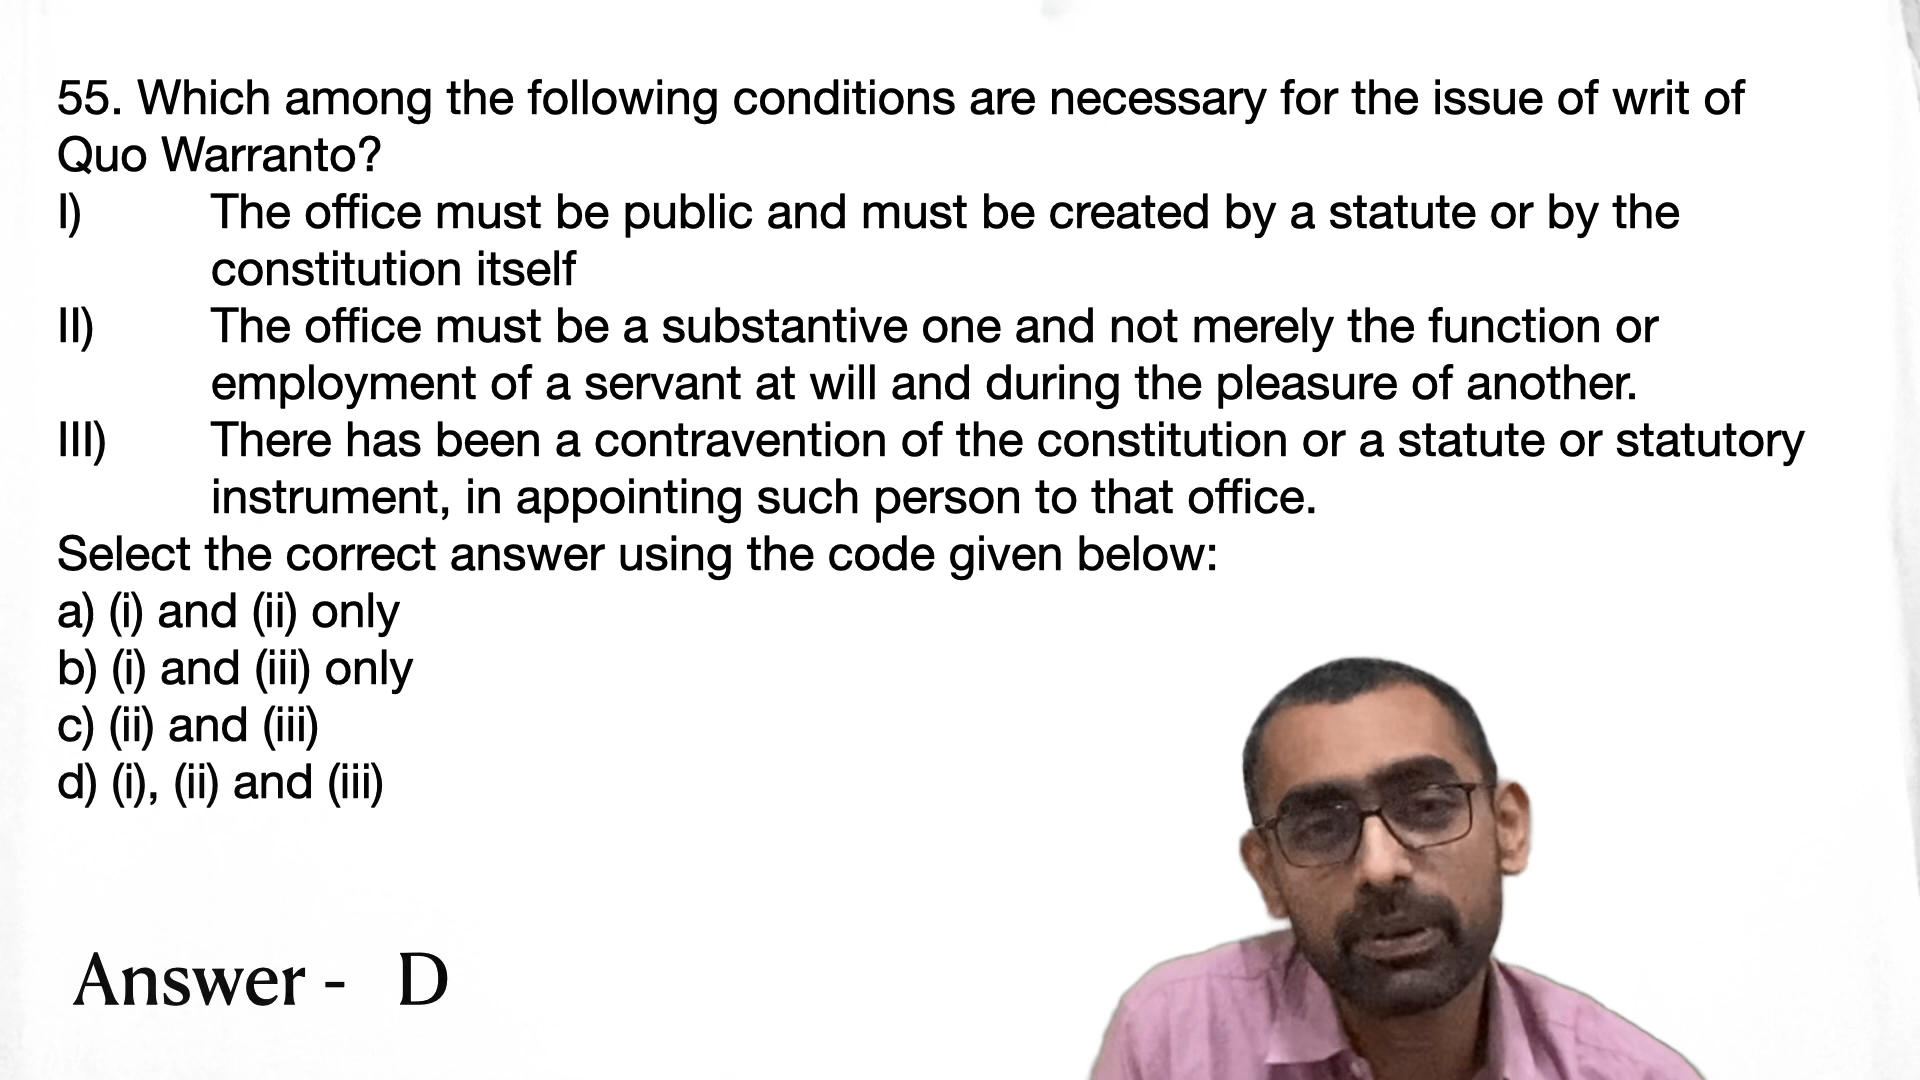 55. Which among the following conditions are necessary for the issue of writ of
Quo Warranto?
I) The office must be public and must be created by a statute or by the
constitution itself
II) The office must be a substantive one and not merely the function or
employment of a servant at will and during the pleasure of another.
III) There has been a contravention of the constitution or a statute or statutory
instrument, in appointing such person to that office.
Select the correct answer using the code given below:
a) (i) and (ii) only
b) (i) and (iii) only
c) (ii) and (iii)
d) (i), (ii) and (iii)
Answer - D